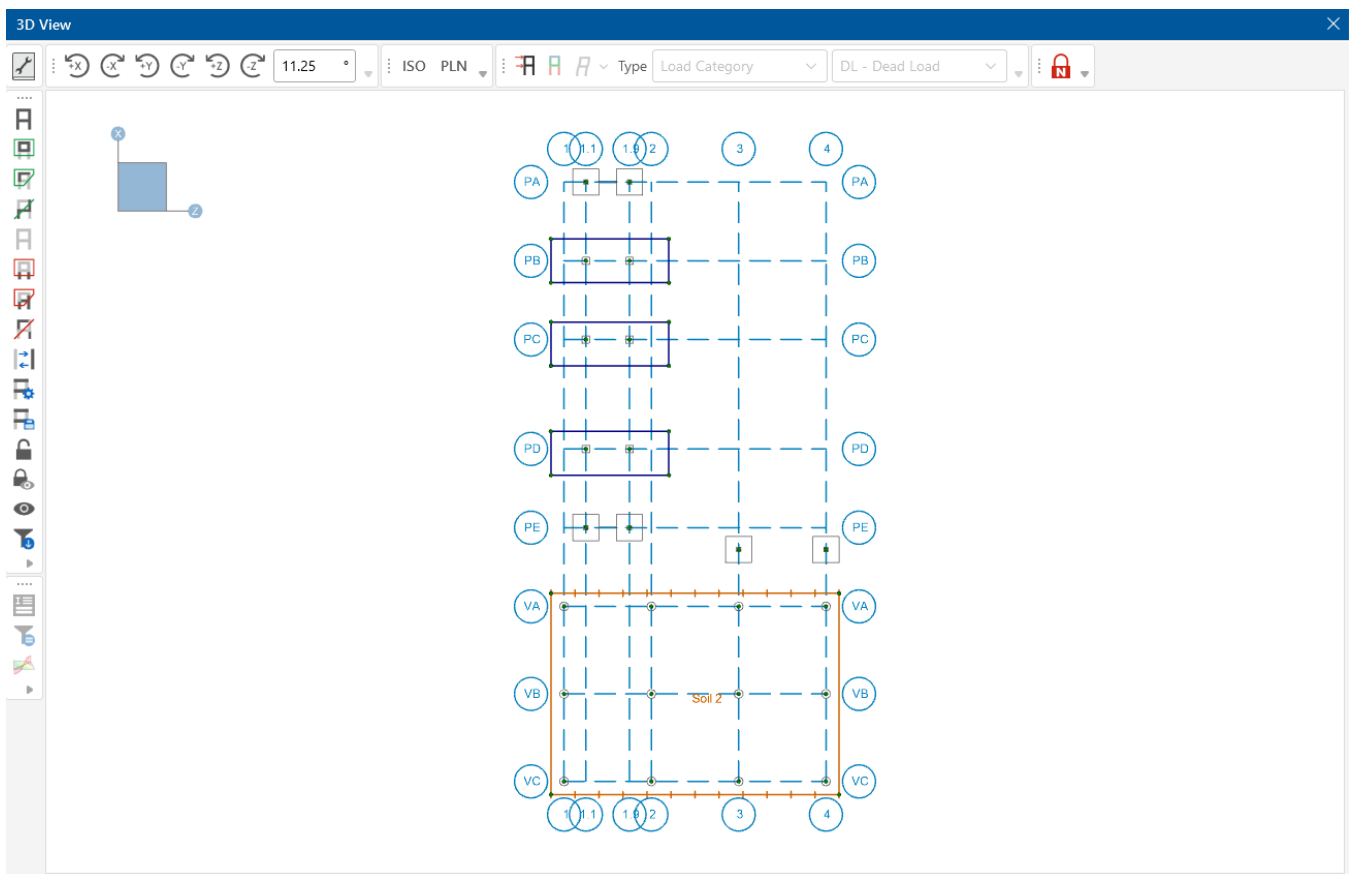 3D View
+X -X +Y -Y +Z -Z 11.25 ° ISO PLN Type Load Category DL - Dead Load N
X
Z
1 1.1 1.9 2 3 4
PA PA
PB PB
PC PC
PD PD
PE PE
VA VA
VB Soil 2 VB
VC VC
1 1.1 1.9 2 3 4